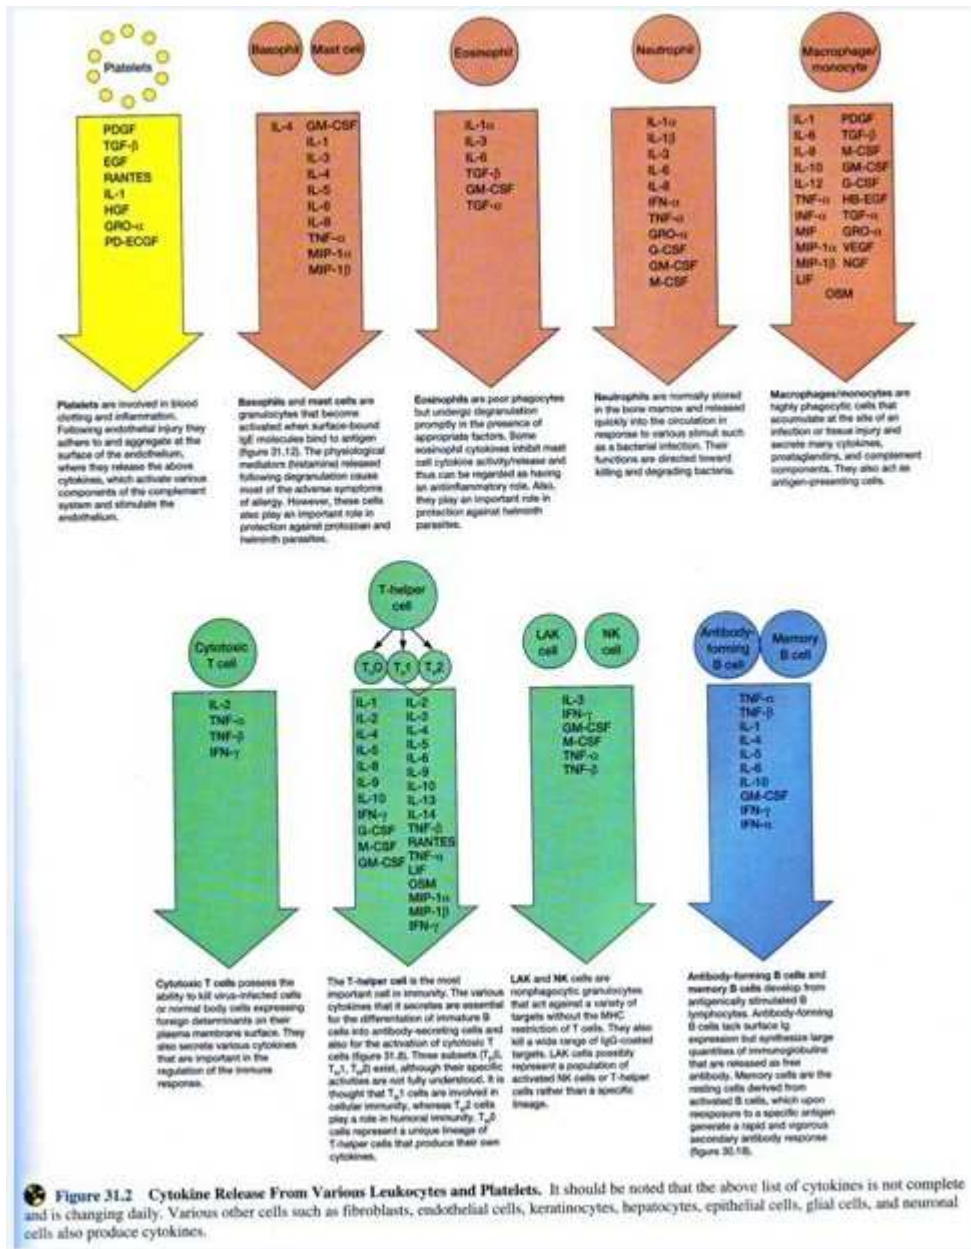 Platelets
PDGF
TGF-β
EGF
RANTES
IL-1
HGF
GRO-α
PD-ECGF
Platelets are involved in blood
clotting and inflammation.
Following endothelial injury they
adhere to and aggregate at the
surface of the endothelium,
where they release the above
cytokines, which activate various
components of the complement
system and stimulate the
endothelium.
Basophil Mast cell
IL-4 GM-CSF
IL-1
IL-3
IL-4
IL-5
IL-6
IL-8
TNF-α
MIP-1α
MIP-1β
Basophils and mast cells are
granulocytes that become
activated when surface-bound
IgE molecules bind to antigen
(figure 31.12). The physiological
mediators (histamine) released
following degranulation cause
most of the adverse symptoms
of allergy. However, these cells
also play an important role in
protection against protozoan and
helminth parasites.
Eosinophil
IL-1α
IL-3
IL-6
TGF-β
GM-CSF
TGF-α
Eosinophils are poor phagocytes
but undergo degranulation
promptly in the presence of
appropriate factors. Some
eosinophil cytokines inhibit mast
cell cytokine activity/release and
thus can be regarded as having
an antiinflammatory role. Also,
they play an important role in
protection against helminth
parasites.
Neutrophil
IL-1α
IL-1β
IL-3
IL-6
IL-8
IFN-α
TNF-α
GRO-α
G-CSF
GM-CSF
M-CSF
Neutrophils are normally stored
in the bone marrow and released
quickly into the circulation in
response to various stimuli such
as a bacterial infection. Their
functions are directed toward
killing and degrading bacteria.
Macrophage/
monocyte
IL-1 PDGF
IL-6 TGF-β
IL-8 M-CSF
IL-10 GM-CSF
IL-12 G-CSF
TNF-α HB-EGF
INF-α TGF-α
MIF GRO-α
MIP-1α VEGF
MIP-1β NGF
LIF
OSM
Macrophages/monocytes are
highly phagocytic cells that
accumulate at the site of an
infection or tissue injury and
secrete many cytokines,
prostaglandins, and complement
components. They also act as
antigen-presenting cells.
Cytotoxic
T cell
IL-2
TNF-α
TNF-β
IFN-γ
Cytotoxic T cells possess the
ability to kill virus-infected cells
or normal body cells expressing
foreign determinants on their
plasma membrane surface. They
also secrete various cytokines
that are important in the
regulation of the immune
response.
T-helper
cell
TH0 TH1 TH2
IL-1 IL-2
IL-2 IL-3
IL-4 IL-4
IL-5 IL-5
IL-8 IL-6
IL-9 IL-9
IL-10 IL-10
IFN-γ IL-13
G-CSF IL-14
M-CSF TNF-β
GM-CSF RANTES
TNF-α
LIF
OSM
MIP-1α
MIP-1β
IFN-γ
The T-helper cell is the most
important cell in immunity. The various
cytokines that it secretes are essential
for the differentiation of immature B
cells into antibody-secreting cells and
also for the activation of cytotoxic T
cells (figure 31.8). Three subsets (TH0,
TH1, TH2) exist, although their specific
activities are not fully understood. It is
thought that TH1 cells are involved in
cellular immunity, whereas TH2 cells
play a role in humoral immunity. TH0
cells represent a unique lineage of
T-helper cells that produce their own
cytokines.
LAK
cell
NK
cell
IL-3
IFN-γ
GM-CSF
M-CSF
TNF-α
TNF-β
LAK and NK cells are
nonphagocytic granulocytes
that act against a variety of
targets without the MHC
restriction of T cells. They also
kill a wide range of IgG-coated
targets. LAK cells possibly
represent a population of
activated NK cells or T-helper
cells rather than a specific
lineage.
Antibody-
forming
B cell
Memory
B cell
TNF-α
TNF-β
IL-1
IL-4
IL-5
IL-6
IL-10
GM-CSF
IFN-γ
IFN-α
Antibody-forming B cells and
memory B cells develop from
antigenically stimulated B
lymphocytes. Antibody-forming
B cells lack surface Ig
expression but synthesize large
quantities of immunoglobulins
that are released as free
antibody. Memory cells are the
resting cells derived from
activated B cells, which upon
reexposure to a specific antigen
generate a rapid and vigorous
secondary antibody response
(figure 30.18).
Figure 31.2 Cytokine Release From Various Leukocytes and Platelets. It should be noted that the above list of cytokines is not complete
and is changing daily. Various other cells such as fibroblasts, endothelial cells, keratinocytes, hepatocytes, epithelial cells, glial cells, and neuronal
cells also produce cytokines.